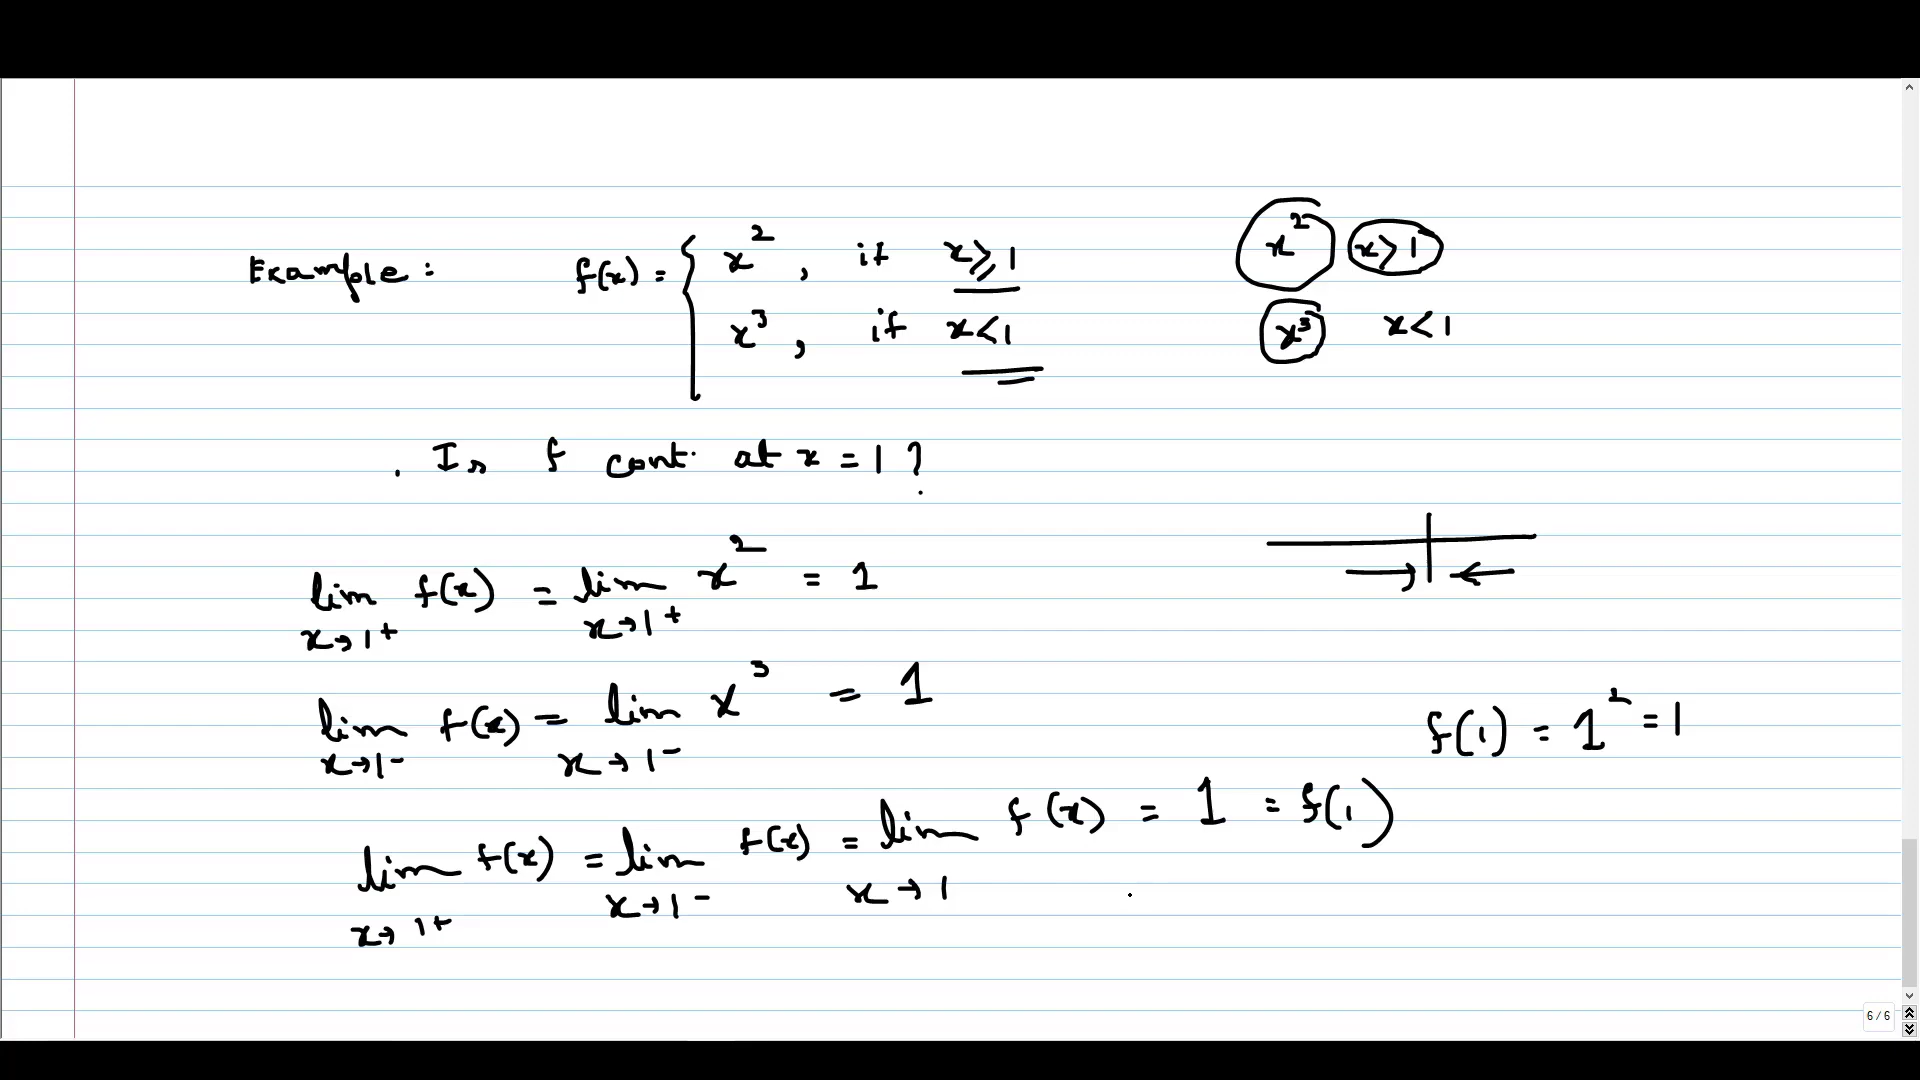 Example : f(x) = { x², if x⩾1 x² x>1
x³, if x<1 x³ x<1
. Is f cont. at x = 1 ?
lim f(x) = lim x² = 1
x→1+ x→1+
lim f(x) = lim x³ = 1
x→1- x→1-
f(1) = 1² = 1
lim f(x) = lim f(x) = lim f(x) = 1 = f(1)
x→1+ x→1- x→1
6 / 6